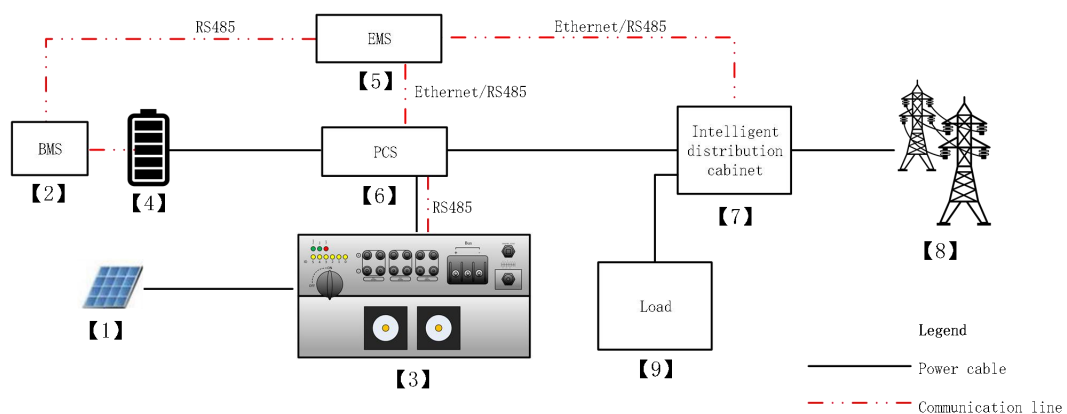 RS485
EMS
Ethernet/RS485
【5】
Ethernet/RS485
BMS
【2】
【4】
PCS
【6】
RS485
Intelligent
distribution
cabinet
【7】
【8】
【1】
【3】
Load
【9】
Legend
Power cable
Communication line